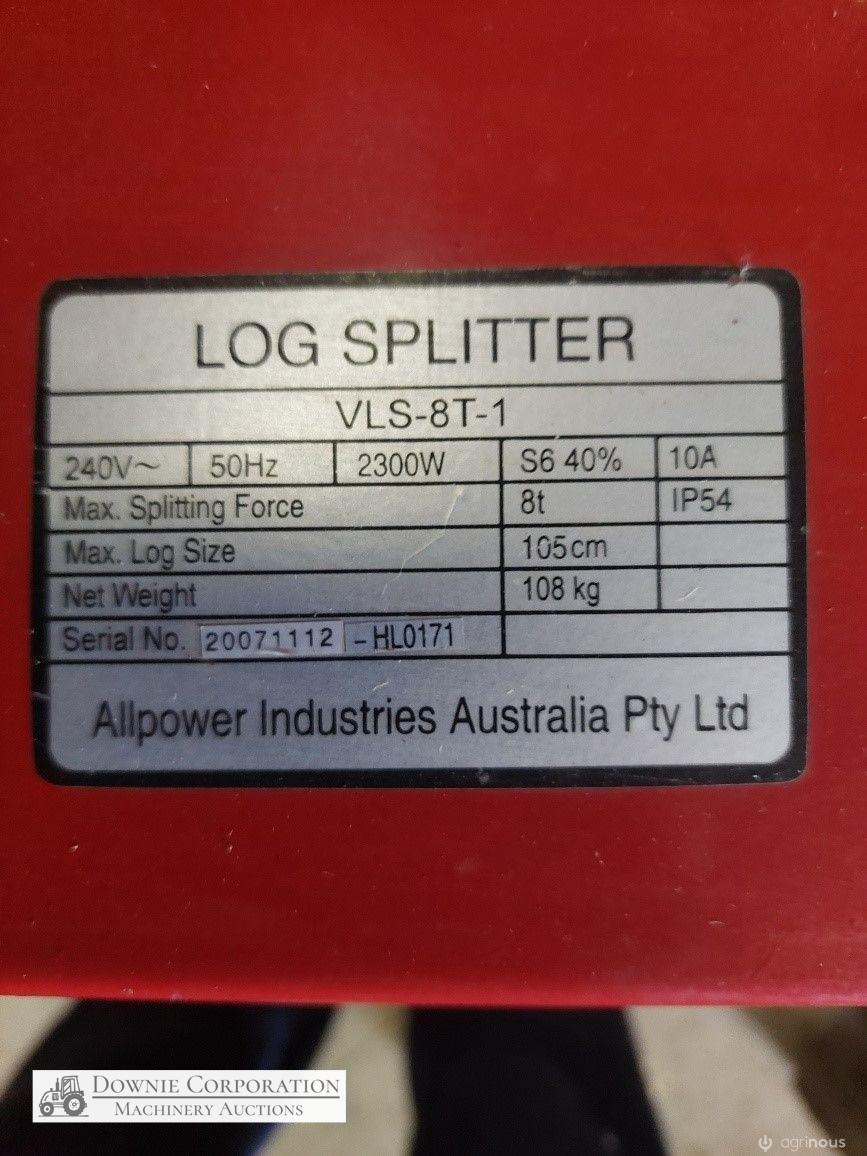 LOG SPLITTER
VLS-8T-1
240V~ 50Hz 2300W S6 40% 10A
Max. Splitting Force 8t IP54
Max. Log Size 105cm
Net Weight 108 kg
Serial No. 20071112 -HL0171
Allpower Industries Australia Pty Ltd
DOWNIE CORPORATION
MACHINERY AUCTIONS
agrinous